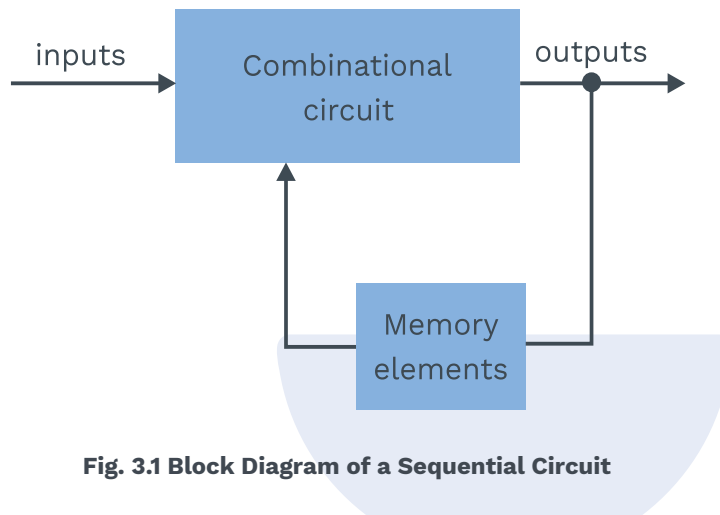 inputs
Combinational
circuit
outputs
Memory
elements
Fig. 3.1 Block Diagram of a Sequential Circuit